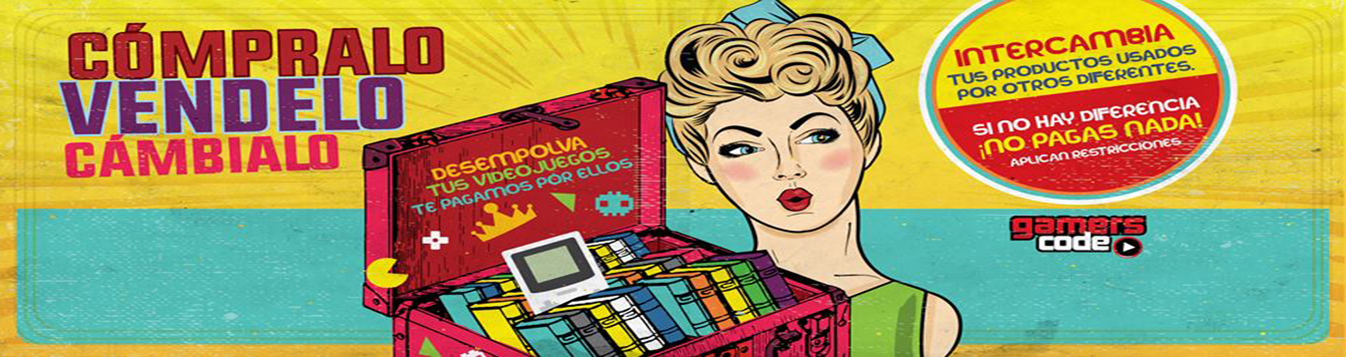 CÓMPRALO
VENDELO
CÁMBIALO
DESEMPOLVA
TUS VIDEOJUEGOS
TE PAGAMOS POR ELLOS
INTERCAMBIA
TUS PRODUCTOS USADOS
POR OTROS DIFERENTES.
SI NO HAY DIFERENCIA
¡NO PAGAS NADA!
APLICAN RESTRICCIONES
gamers
code